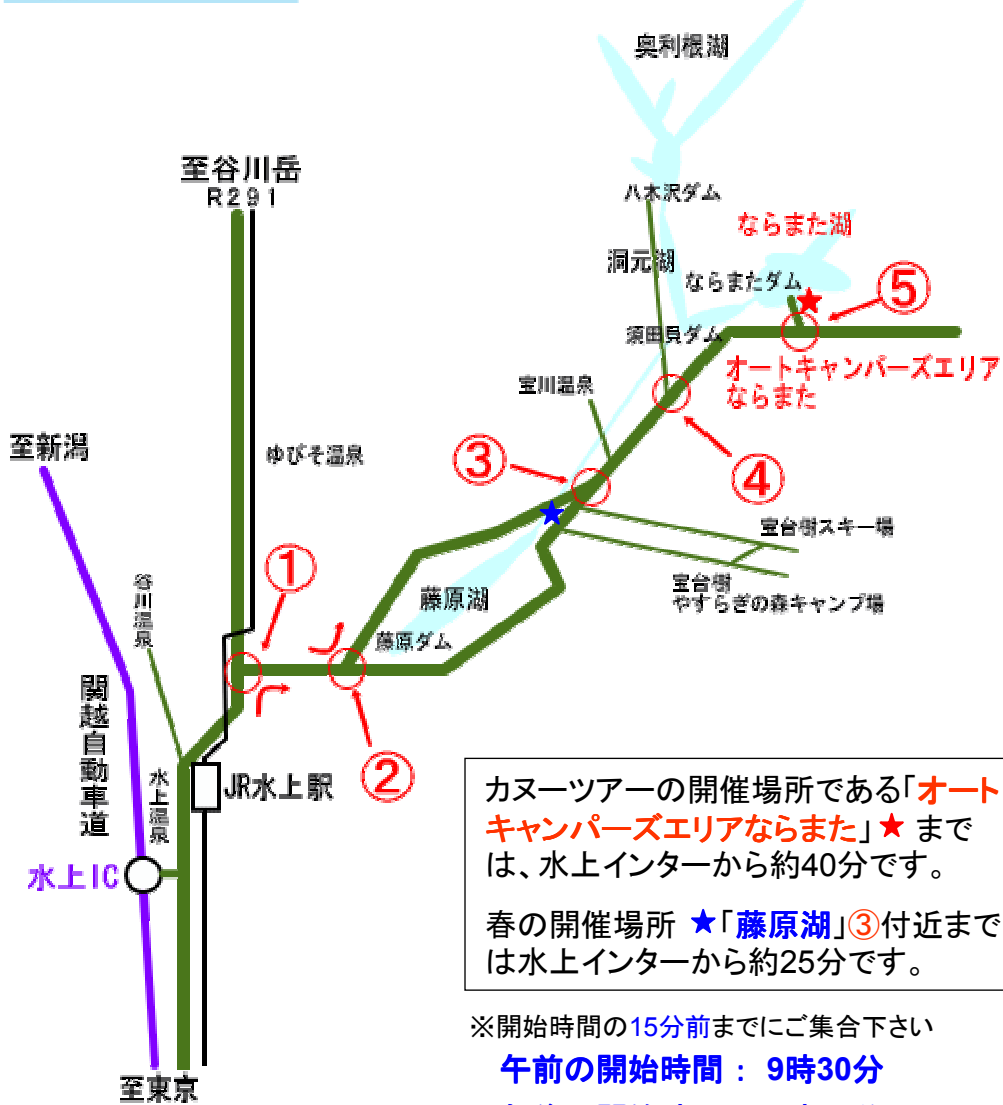 奥利根湖
至谷川岳
R291
八木沢ダム
ならまた湖
洞元湖
ならまたダム
⑤
須田貝ダム
オートキャンパーズエリア
ならまた
宝川温泉
至新潟
ゆびそ温泉
③
④
宝台樹スキー場
①
宝台樹
やすらぎの森キャンプ場
谷川温泉
藤原湖
藤原ダム
関越自動車道
②
水上温泉
JR水上駅
水上IC
至東京
カヌーツアーの開催場所である「オート
キャンパーズエリアならまた」★ まで
は、水上インターから約40分です。
春の開催場所 ★「藤原湖」③付近まで
は水上インターから約25分です。
※開始時間の15分前までにご集合下さい
午前の開始時間： 9時30分